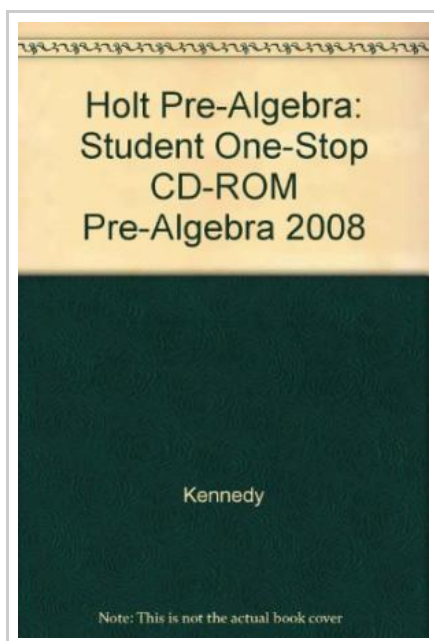 Holt Pre-Algebra:
Student One-Stop
CD-ROM
Pre-Algebra 2008
Kennedy
Note: This is not the actual book cover